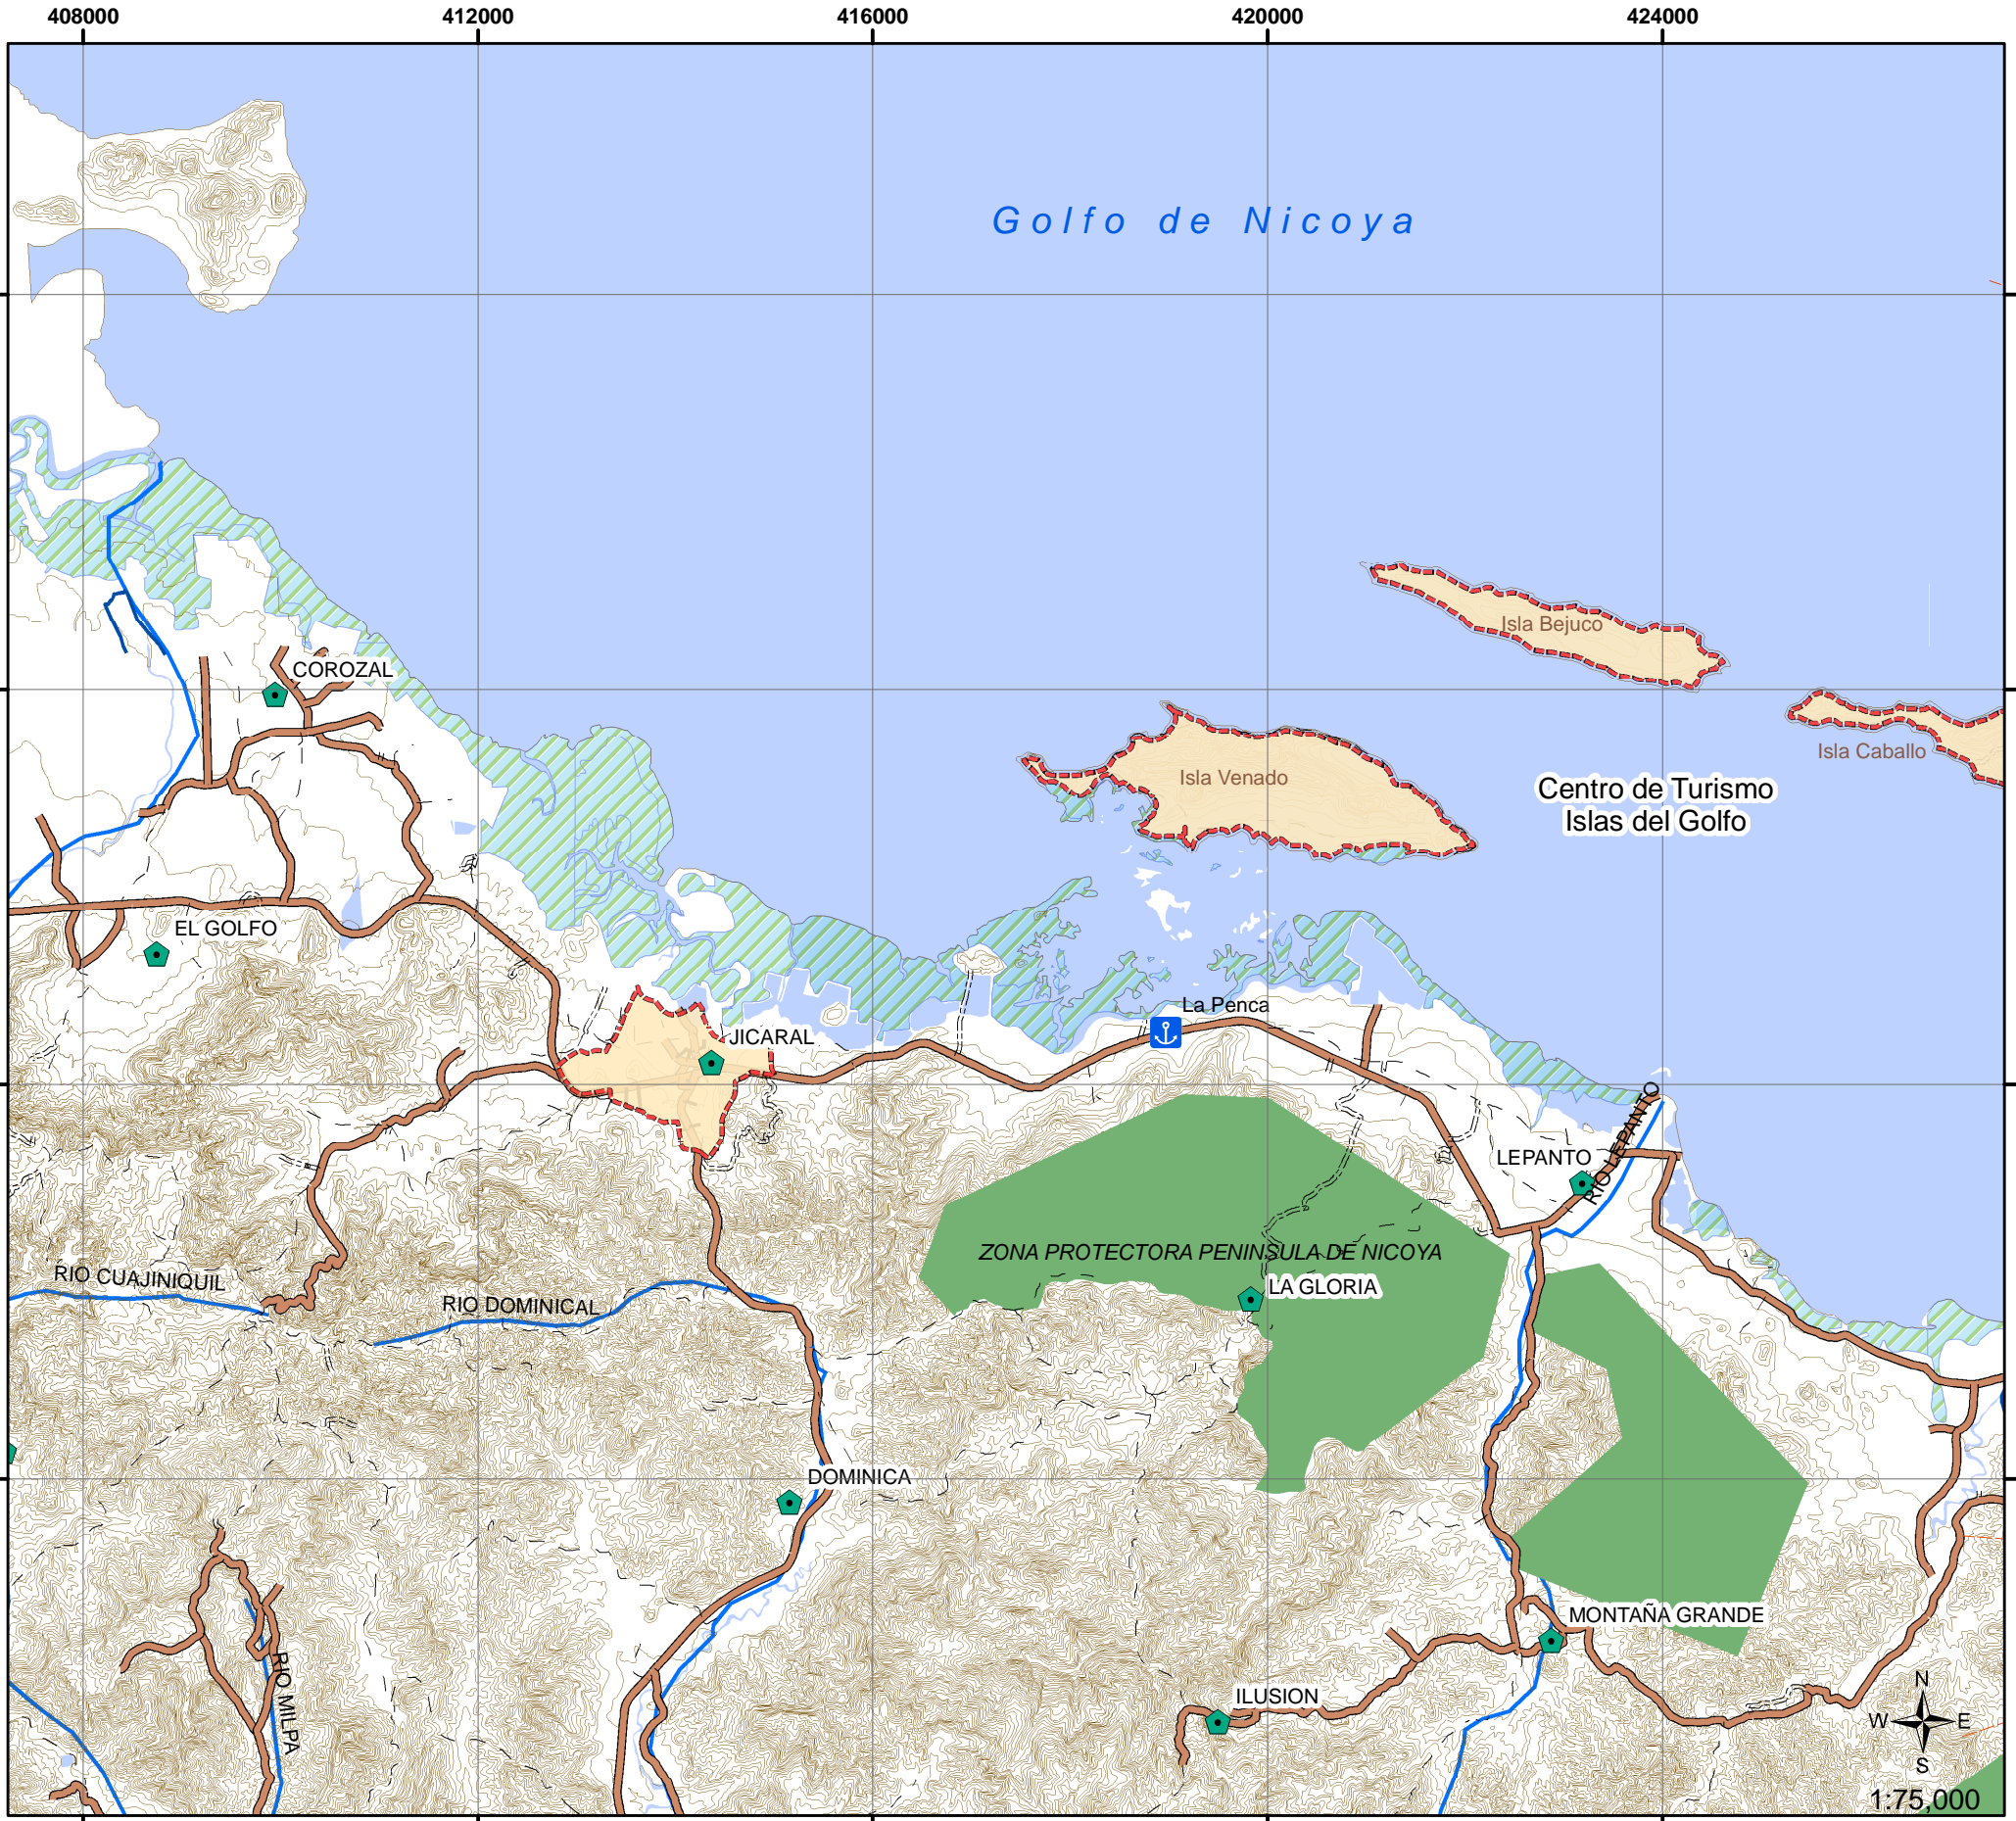 408000
412000
416000
420000
424000
Golfo de Nicoya
Isla Bejuco
COROZAL
Isla Caballo
Isla Venado
Centro de Turismo
Islas del Golfo
EL GOLFO
La Penca
JICARAL
RIO LEPANTO
LEPANTO
ZONA PROTECTORA PENINSULA DE NICOYA
RIO CUAJINIQUIL
LA GLORIA
RIO DOMINICAL
DOMINICA
MONTAÑA GRANDE
RIO MILPA
ILUSION
N
W
E
S
1:75,000